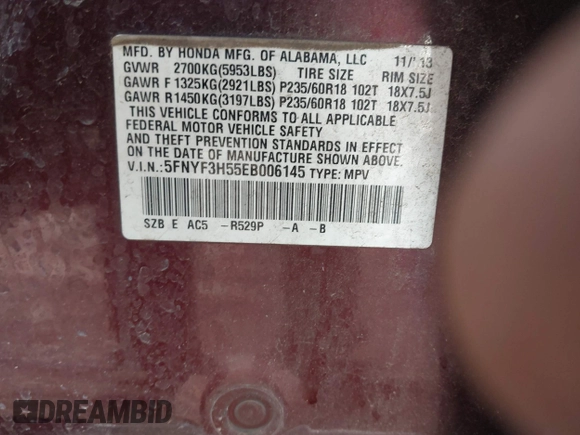 MFD. BY HONDA MFG. OF ALABAMA, LLC 11/13
GVWR 2700KG(5953LBS) TIRE SIZE RIM SIZE
GAWR F 1325KG(2921LBS) P235/60R18 102T 18X7.5J
GAWR R1450KG(3197LBS) P235/60R18 102T 18X7.5J
THIS VEHICLE CONFORMS TO ALL APPLICABLE
FEDERAL MOTOR VEHICLE SAFETY
AND THEFT PREVENTION STANDARDS IN EFFECT
ON THE DATE OF MANUFACTURE SHOWN ABOVE.
V.I.N.: 5FNYF3H55EB006145 TYPE: MPV
SZB E AC5 -R529P -A -B
DREAMBID